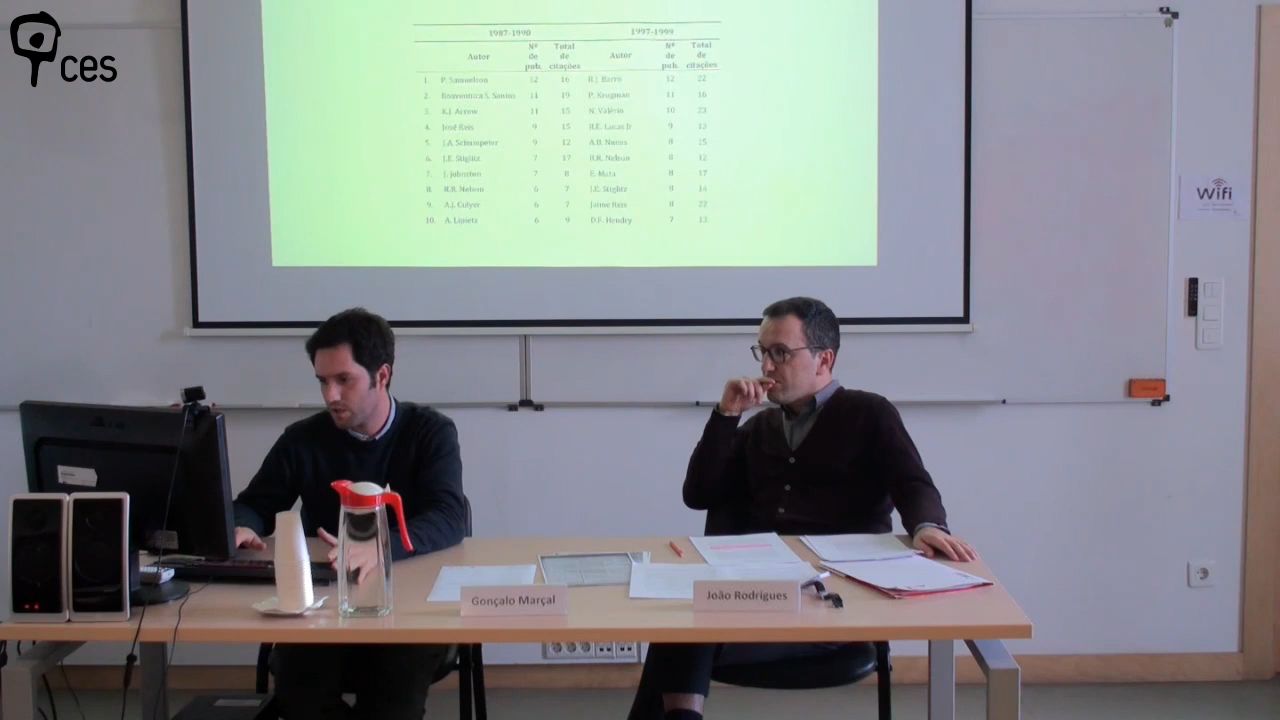 ces
1987-1990 1997-1999
Autor Nº de pub. Total de citações Autor Nº de pub. Total de citações
1. P. Samuelson 12 16 R.J. Barro 12 22
2. Boaventura S. Santos 11 19 P. Krugman 11 16
3. K.J. Arrow 11 15 N. Valério 10 23
4. José Reis 9 15 R.E. Lucas Jr 9 13
5. J.A. Schumpeter 9 12 A.B. Nunes 8 15
6. J.E. Stiglitz 7 17 R.R. Nelson 8 12
7. J. Johnston 7 8 E. Mata 8 17
8. R.R. Nelson 6 7 J.E. Stiglitz 8 14
9. A.J. Culyer 6 7 Jaime Reis 8 22
10. A. Lipietz 6 9 D.F. Hendry 7 13
Wifi
Gonçalo Marçal
João Rodrigues